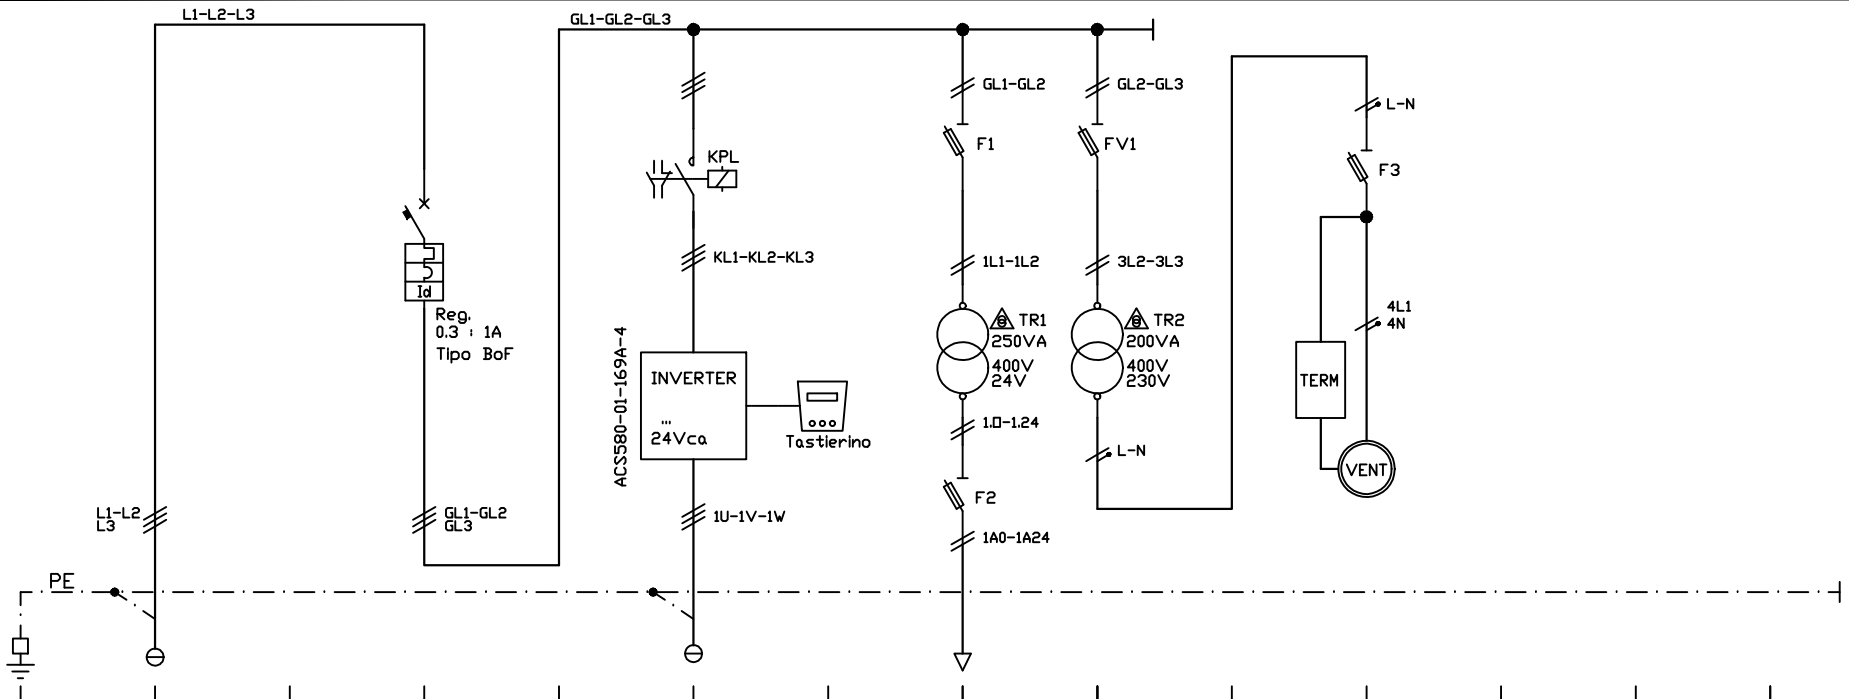 L1-L2-L3
GL1-GL2-GL3
GL1-GL2
GL2-GL3
L-N
F1
FV1
F3
KPL
KL1-KL2-KL3
1L1-1L2
3L2-3L3
Id
Reg.
0.3 : 1A
Tipo BoF
ACS580-01-169A-4
INVERTER
...
24Vca
Tastierino
TR1
250VA
400V
24V
TR2
200VA
400V
230V
4L1
4N
TERM
VENT
1.0-1.24
L-N
F2
L1-L2
L3
GL1-GL2
GL3
1U-1V-1W
1A0-1A24
PE